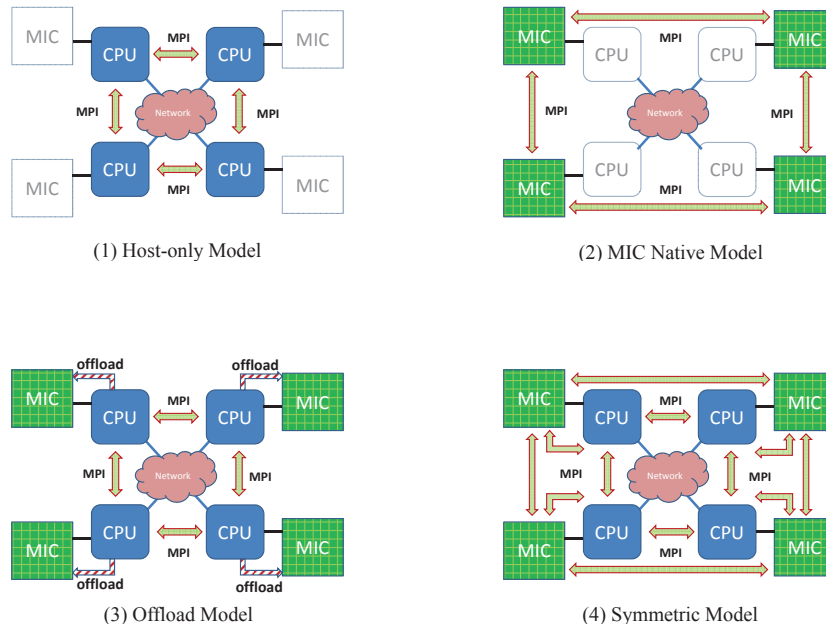 MIC
CPU
MPI
CPU
MIC
MPI
Network
MPI
MIC
CPU
MPI
CPU
MIC
(1) Host-only Model
MIC
CPU
MPI
CPU
MIC
MPI
Network
MPI
MIC
CPU
MPI
CPU
MIC
(2) MIC Native Model
offload
offload
MIC
CPU
MPI
CPU
MIC
MPI
Network
MPI
MIC
CPU
MPI
CPU
MIC
offload
offload
(3) Offload Model
MIC
CPU
MPI
CPU
MIC
MPI
Network
MPI
MIC
CPU
MPI
CPU
MIC
(4) Symmetric Model